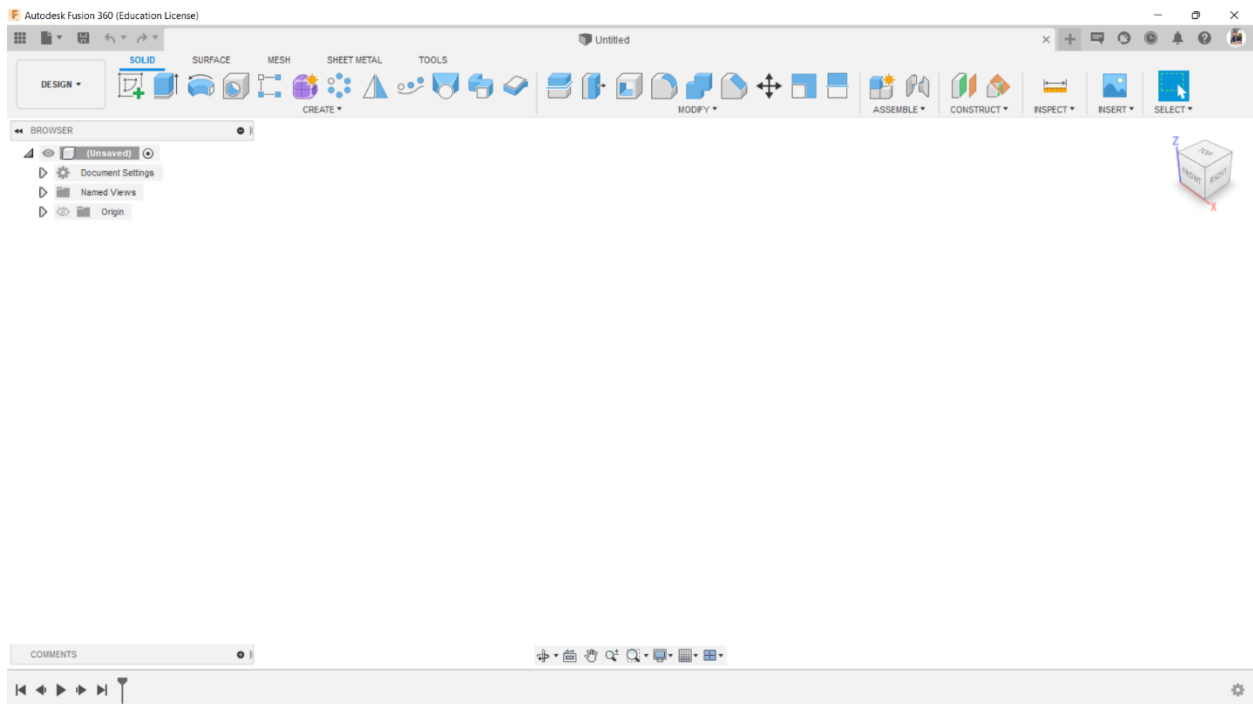 Autodesk Fusion 360 (Education License)
Untitled
SOLID SURFACE MESH SHEET METAL TOOLS
DESIGN
CREATE MODIFY ASSEMBLE CONSTRUCT INSPECT INSERT SELECT
BROWSER
(Unsaved)
Document Settings
Named Views
Origin
Z
TOP
FRONT RIGHT
X
COMMENTS